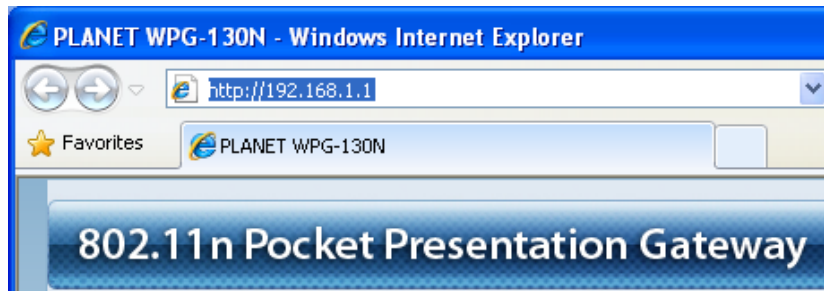 PLANET WPG-130N - Windows Internet Explorer
http://192.168.1.1
Favorites PLANET WPG-130N
802.11n Pocket Presentation Gateway